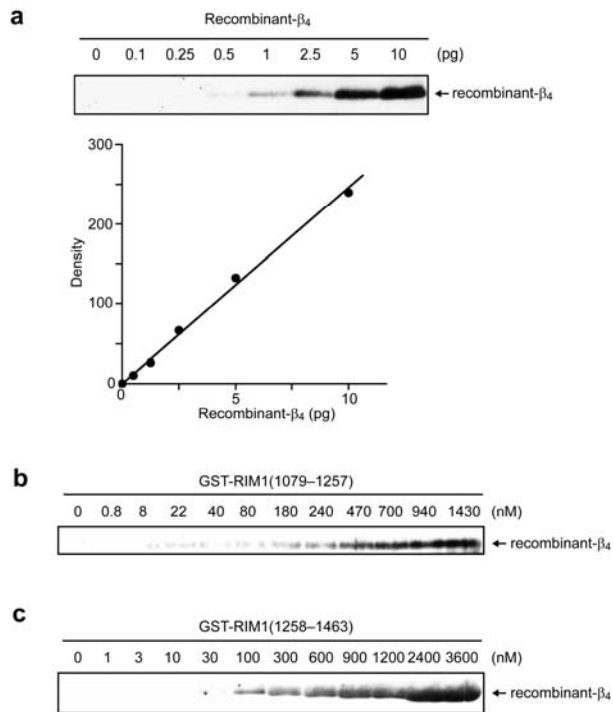 a
Recombinant-β4
0 0.1 0.25 0.5 1 2.5 5 10 (pg)
recombinant-β4
300
200
100
0
Density
0 5 10
Recombinant-β4 (pg)
b
GST-RIM1(1079–1257)
0 0.8 8 22 40 80 180 240 470 700 940 1430 (nM)
recombinant-β4
c
GST-RIM1(1258–1463)
0 1 3 10 30 100 300 600 900 1200 2400 3600 (nM)
recombinant-β4